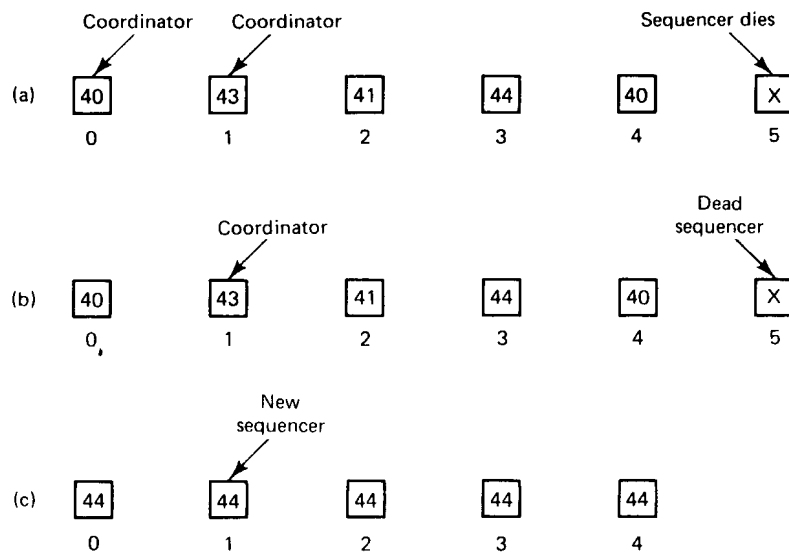 Coordinator Coordinator Sequencer dies
(a) 40 43 41 44 40 X
0 1 2 3 4 5
Coordinator
Dead
sequencer
(b) 40 43 41 44 40 X
0 1 2 3 4 5
New
sequencer
(c) 44 44 44 44 44
0 1 2 3 4